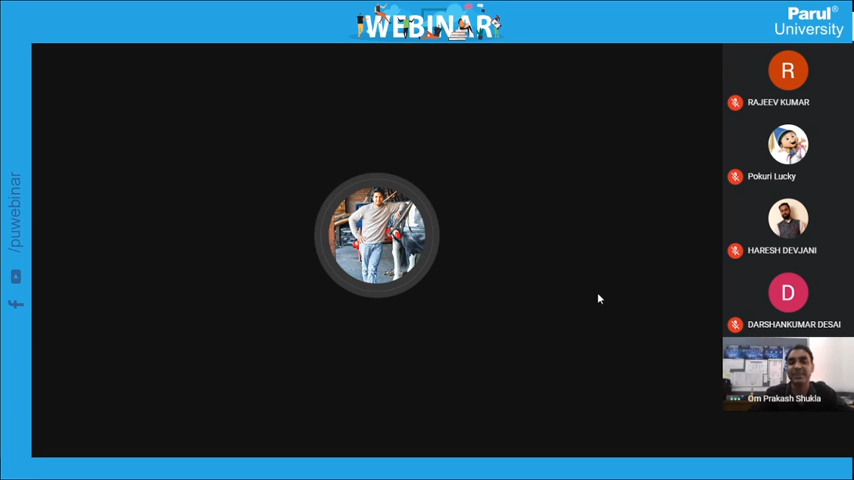 WEBINAR
Parul®
University
R
RAJEEV KUMAR
Pokuri Lucky
HARESH DEVJANI
D
DARSHANKUMAR DESAI
Om Prakash Shukla
/puwebinar